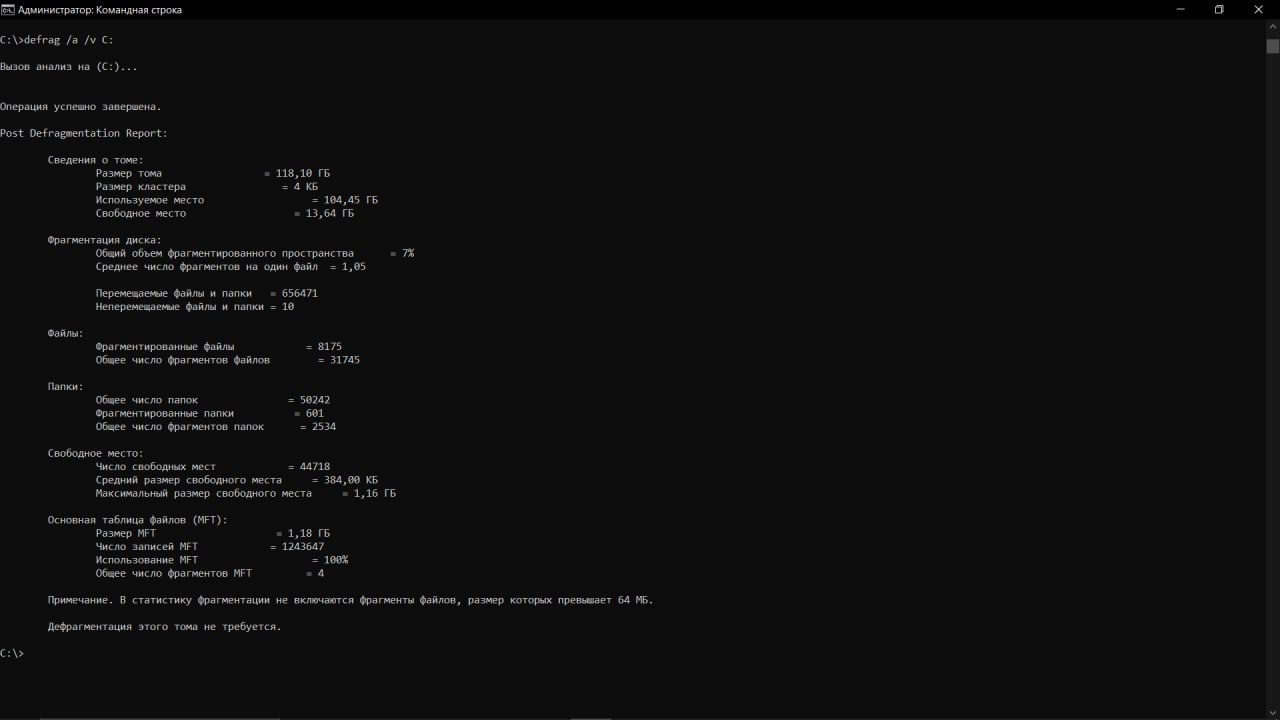 Администратор: Командная строка
C:\>defrag /a /v C:
Вызов анализ на (C:)...
Операция успешно завершена.
Post Defragmentation Report:
Сведения о томе:
Размер тома = 118,10 ГБ
Размер кластера = 4 КБ
Используемое место = 104,45 ГБ
Свободное место = 13,64 ГБ
Фрагментация диска:
Общий объем фрагментированного пространства = 7%
Среднее число фрагментов на один файл = 1,05
Перемещаемые файлы и папки = 656471
Неперемещаемые файлы и папки = 10
Файлы:
Фрагментированные файлы = 8175
Общее число фрагментов файлов = 31745
Папки:
Общее число папок = 50242
Фрагментированные папки = 601
Общее число фрагментов папок = 2534
Свободное место:
Число свободных мест = 44718
Средний размер свободного места = 384,00 КБ
Максимальный размер свободного места = 1,16 ГБ
Основная таблица файлов (MFT):
Размер MFT = 1,18 ГБ
Число записей MFT = 1243647
Использование MFT = 100%
Общее число фрагментов MFT = 4
Примечание. В статистику фрагментации не включаются фрагменты файлов, размер которых превышает 64 МБ.
Дефрагментация этого тома не требуется.
C:\>